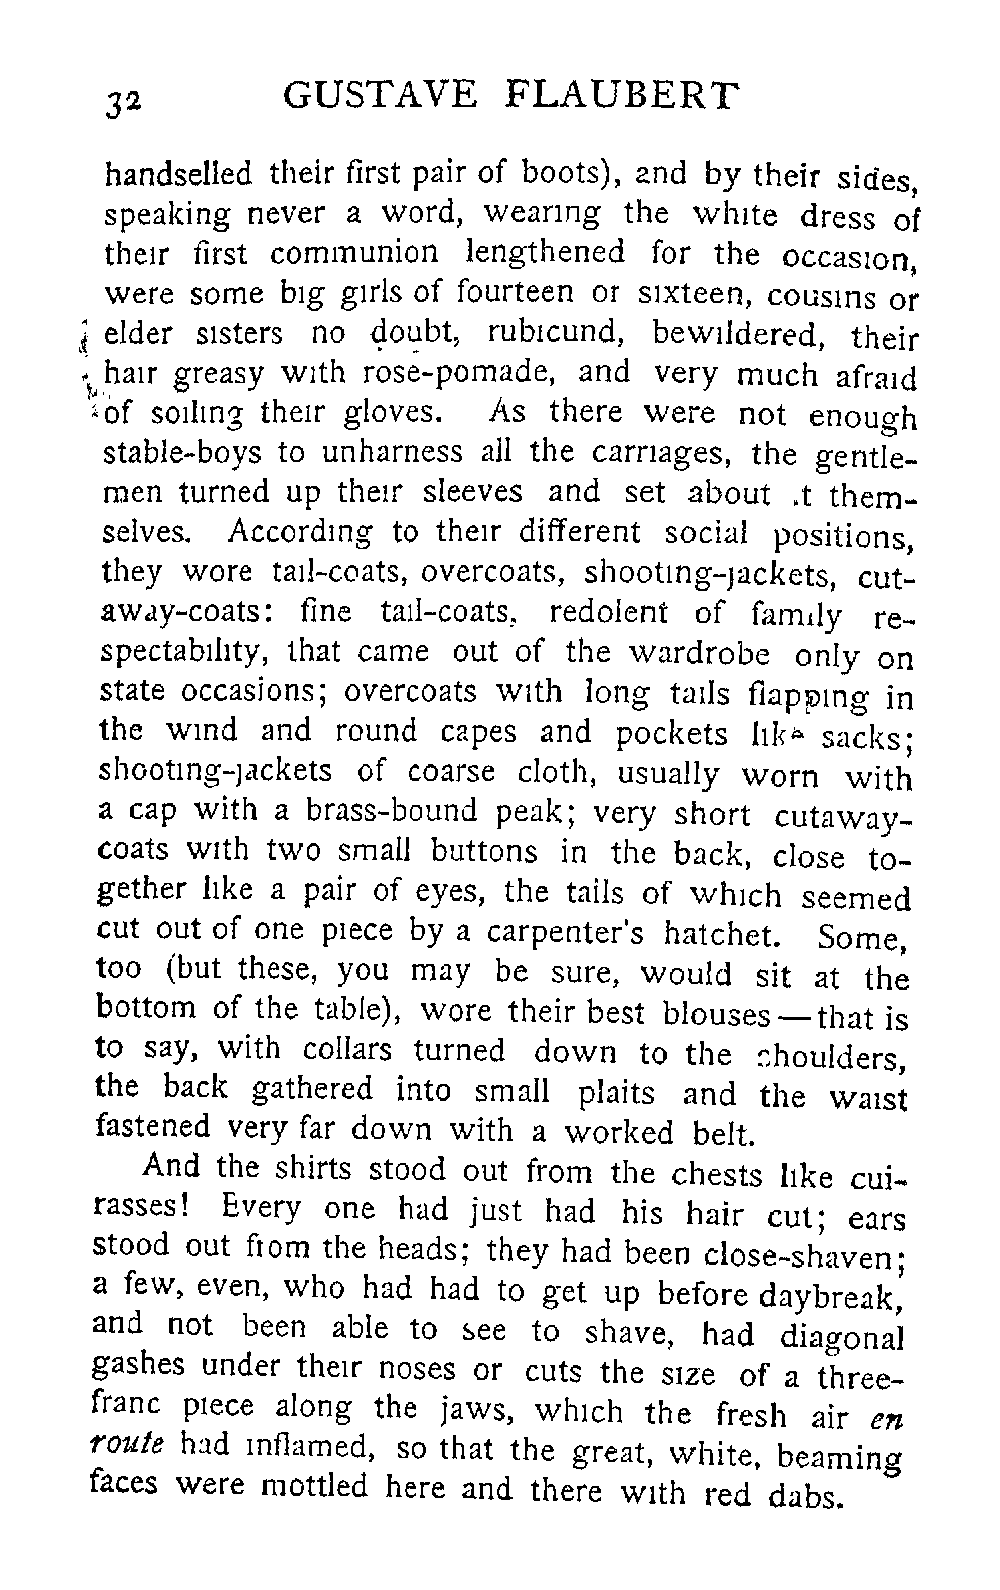 32 GUSTAVE FLAUBERT
handselled their first pair of boots), and by their sides,
speaking never a word, wearing the white dress of
their first communion lengthened for the occasion,
were some big girls of fourteen or sixteen, cousins or
elder sisters no doubt, rubicund, bewildered, their
hair greasy with rose-pomade, and very much afraid
of soiling their gloves. As there were not enough
stable-boys to unharness all the carriages, the gentle-
men turned up their sleeves and set about .t them-
selves. According to their different social positions,
they wore tail-coats, overcoats, shooting-jackets, cut-
away-coats: fine tail-coats, redolent of family re-
spectability, that came out of the wardrobe only on
state occasions; overcoats with long tails flapping in
the wind and round capes and pockets like sacks;
shooting-jackets of coarse cloth, usually worn with
a cap with a brass-bound peak; very short cutaway-
coats with two small buttons in the back, close to-
gether like a pair of eyes, the tails of which seemed
cut out of one piece by a carpenter's hatchet. Some,
too (but these, you may be sure, would sit at the
bottom of the table), wore their best blouses — that is
to say, with collars turned down to the shoulders,
the back gathered into small plaits and the waist
fastened very far down with a worked belt.
And the shirts stood out from the chests like cui-
rasses! Every one had just had his hair cut; ears
stood out from the heads; they had been close-shaven;
a few, even, who had had to get up before daybreak,
and not been able to see to shave, had diagonal
gashes under their noses or cuts the size of a three-
franc piece along the jaws, which the fresh air en
route had inflamed, so that the great, white, beaming
faces were mottled here and there with red dabs.